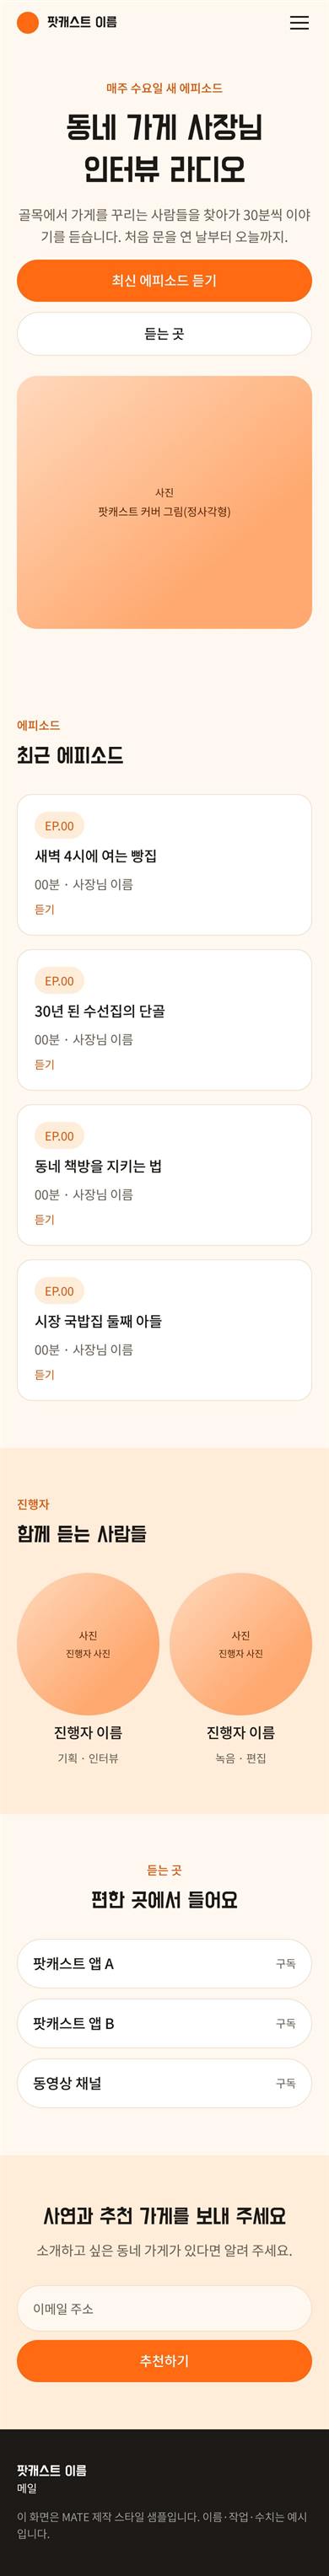 팟캐스트 이름
매주 수요일 새 에피소드
동네 가게 사장님
인터뷰 라디오
골목에서 가게를 꾸리는 사람들을 찾아가 30분씩 이야
기를 듣습니다. 처음 문을 연 날부터 오늘까지.
최신 에피소드 듣기
듣는 곳
사진
팟캐스트 커버 그림(정사각형)
에피소드
최근 에피소드
EP.00
새벽 4시에 여는 빵집
00분 · 사장님 이름
듣기
EP.00
30년 된 수선집의 단골
00분 · 사장님 이름
듣기
EP.00
동네 책방을 지키는 법
00분 · 사장님 이름
듣기
EP.00
시장 국밥집 둘째 아들
00분 · 사장님 이름
듣기
진행자
함께 듣는 사람들
사진
진행자 사진
진행자 이름
기획 · 인터뷰
사진
진행자 사진
진행자 이름
녹음 · 편집
듣는 곳
편한 곳에서 들어요
팟캐스트 앱 A 구독
팟캐스트 앱 B 구독
동영상 채널 구독
사연과 추천 가게를 보내 주세요
소개하고 싶은 동네 가게가 있다면 알려 주세요.
이메일 주소
추천하기
팟캐스트 이름
메일
이 화면은 MATE 제작 스타일 샘플입니다. 이름·작업·수치는 예시
입니다.